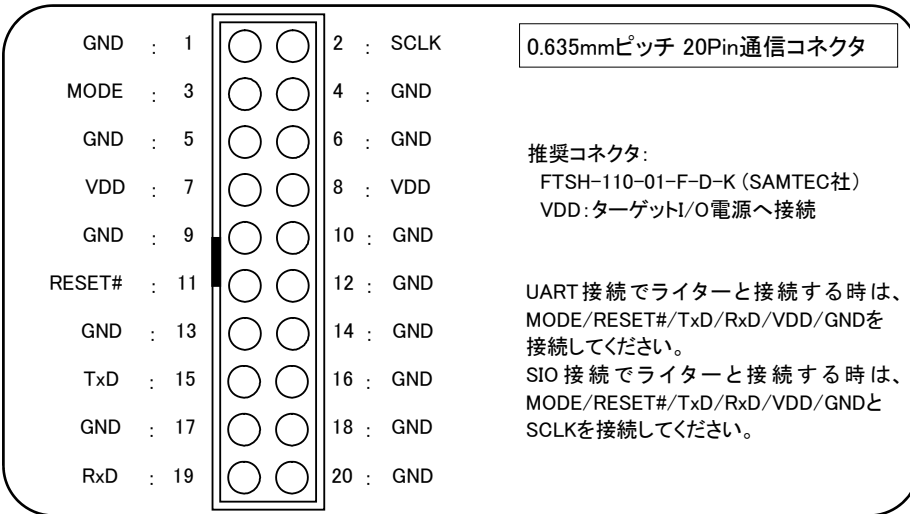 GND : 1 2 : SCLK
MODE : 3 4 : GND
GND : 5 6 : GND
VDD : 7 8 : VDD
GND : 9 10 : GND
RESET# : 11 12 : GND
GND : 13 14 : GND
TxD : 15 16 : GND
GND : 17 18 : GND
RxD : 19 20 : GND
0.635mmピッチ 20Pin通信コネクタ
推奨コネクタ:
FTSH-110-01-F-D-K (SAMTEC社)
VDD:ターゲットI/O電源へ接続
UART接続でライターと接続する時は、
MODE/RESET#/TxD/RxD/VDD/GNDを
接続してください。
SIO接続でライターと接続する時は、
MODE/RESET#/TxD/RxD/VDD/GNDと
SCLKを接続してください。